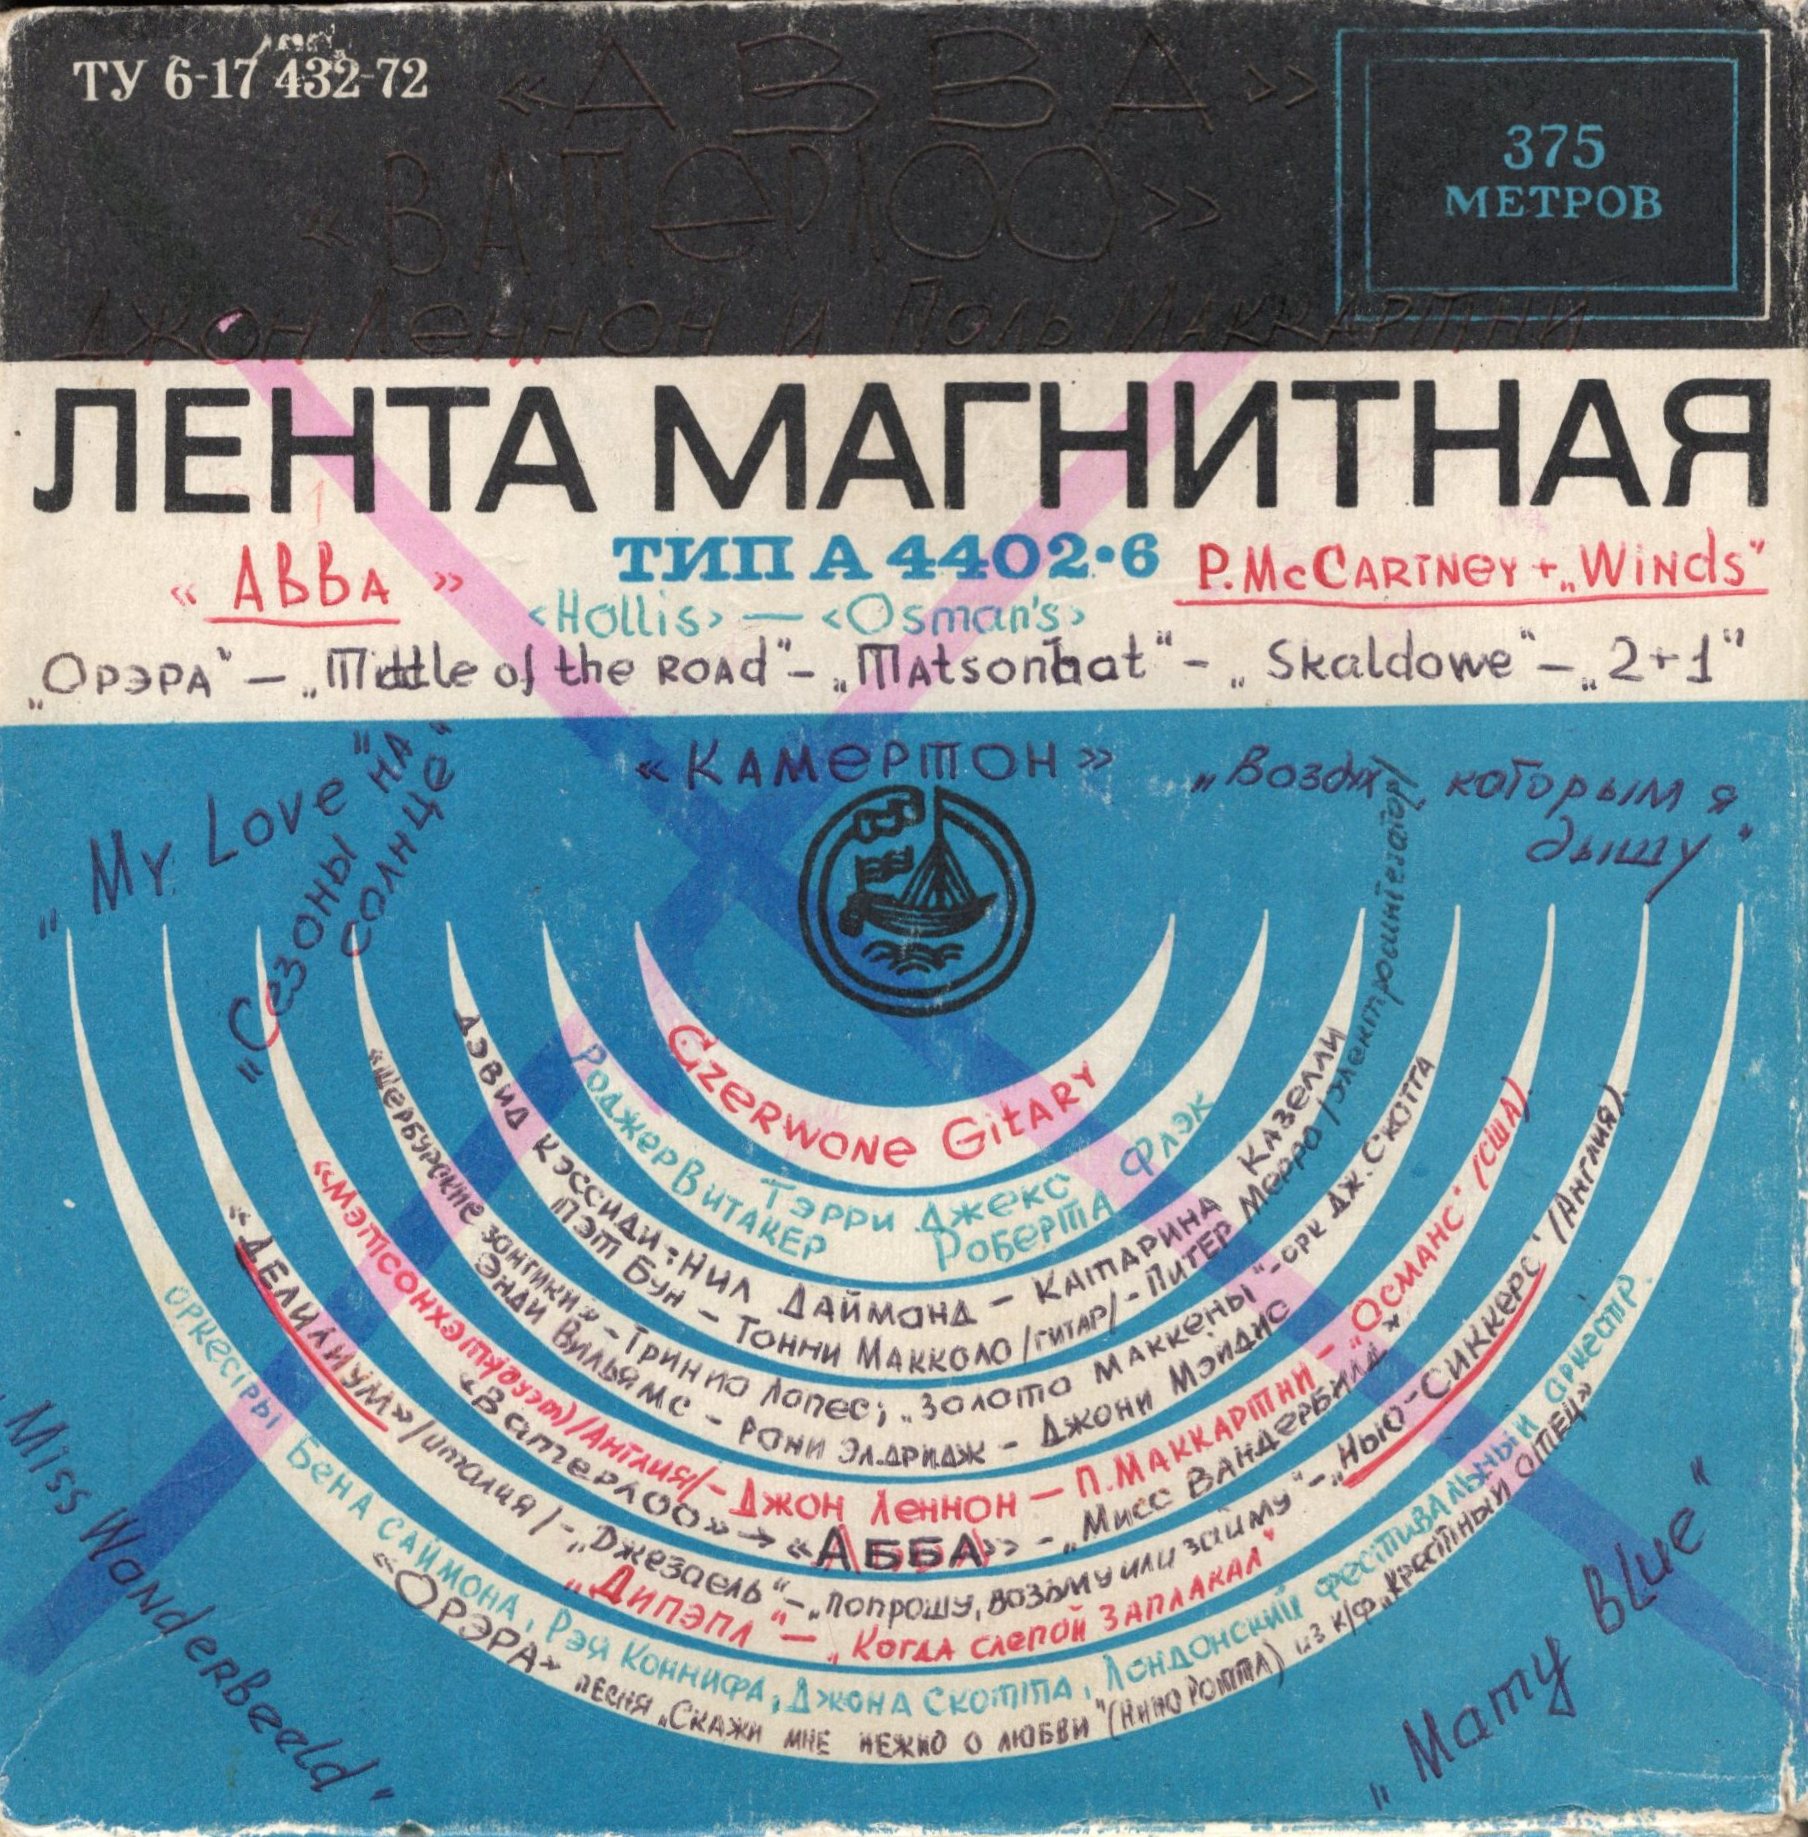 ТУ 6-17 432-72
«АВВА»
375
МЕТРОВ
«Ватерлоо»
Джон Леннон и Поль Маккартни
ЛЕНТА МАГНИТНАЯ
«ABBA»
ТИП А 4402·6
P. McCARTNEY + „WINDS"
‹Hollis› — ‹Osman's›
„ОРЭРА" — „Middle of the ROAD" — „MATSONhat" — „Skaldowe" — „2+1"
«КАМЕРТОН»
„Воздух которым я
дышу"
„My Love"
„Сезоны на
солнце"
CZERWONE GITARY
Роджер Витакер Тэрри Джекс Роберта Флэк
Дэвид Кэссиди; Нил Даймонд — Катарина Казелли
Пэт Бун — Тонни Макколо /гитар/ — Питер Мерро /электрошитегатор/
«Шербурские зонтики» — Тринио Лопес; „Золото Маккены" — орк Дж. Скотта
Энди Вильямс — Рони Элдридж — Джони Мэйдис
«Мэтсонхэт (дуэт)/Англия/ — Джон Леннон — П. Маккартни — „Османс" /США/.
«Ватерлоо» → «АББА» — „Мисс Вандербилд"
«Делилиум» /италия/ — „Джезаель" — „Попрошу, возьму или займу" — „Нью-Сиккерс" /Англия/.
„Дипэпл" — „Когда слепой заплакал"
Оркестры Бена Саймона, Рэя Коннифа, Джона Скотта, Лондонский фестивальный оркестр.
«ОРЭРА» песня „Скажи мне нежно о любви" (Нино Ротта) из к/ф „Крестный отец»
„Miss Wanderbeeld"
„Mamy Blue"